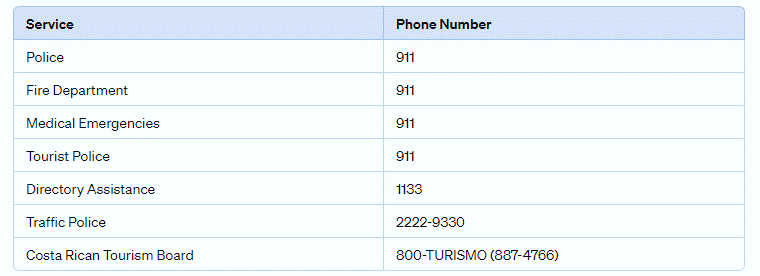 Service Phone Number
Police 911
Fire Department 911
Medical Emergencies 911
Tourist Police 911
Directory Assistance 1133
Traffic Police 2222-9330
Costa Rican Tourism Board 800-TURISMO (887-4766)